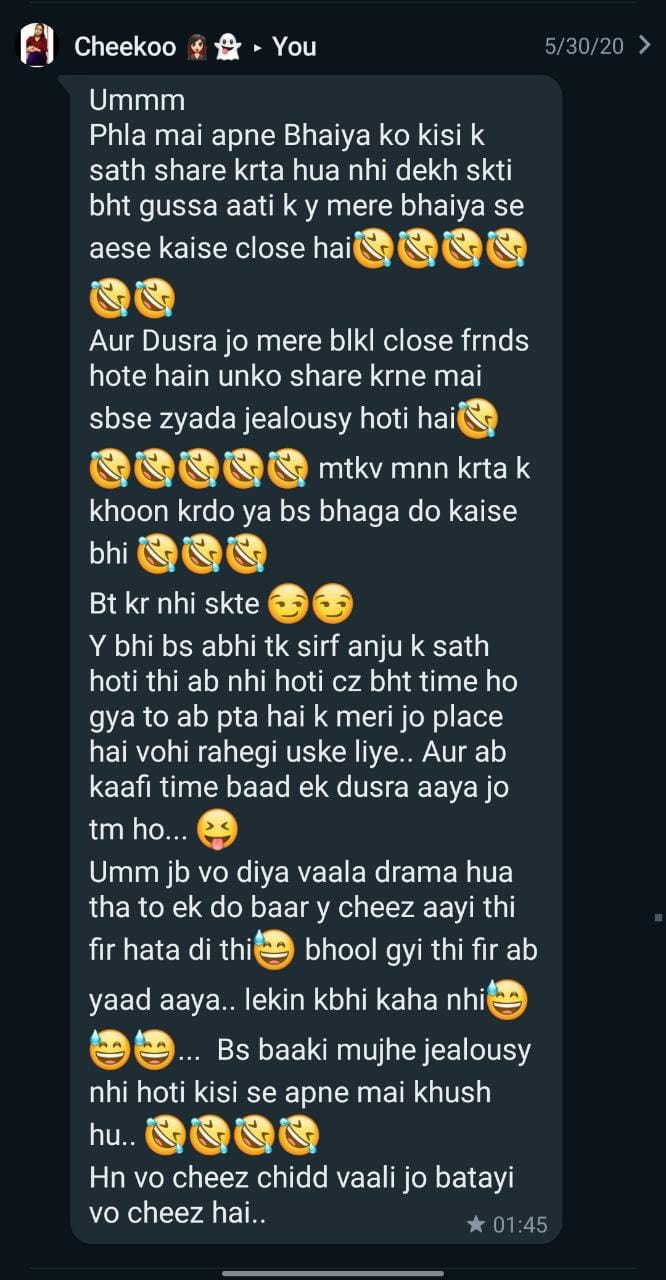 Cheekoo 👩🏻👻 ▸ You 5/30/20
Ummm
Phla mai apne Bhaiya ko kisi k
sath share krta hua nhi dekh skti
bht gussa aati k y mere bhaiya se
aese kaise close hai🤣🤣🤣🤣
🤣🤣
Aur Dusra jo mere blkl close frnds
hote hain unko share krne mai
sbse zyada jealousy hoti hai🤣
🤣🤣🤣🤣🤣 mtkv mnn krta k
khoon krdo ya bs bhaga do kaise
bhi 🤣🤣🤣
Bt kr nhi skte 😏😏
Y bhi bs abhi tk sirf anju k sath
hoti thi ab nhi hoti cz bht time ho
gya to ab pta hai k meri jo place
hai vohi rahegi uske liye.. Aur ab
kaafi time baad ek dusra aaya jo
tm ho... 😝
Umm jb vo diya vaala drama hua
tha to ek do baar y cheez aayi thi
fir hata di thi😅 bhool gyi thi fir ab
yaad aaya.. lekin kbhi kaha nhi😅
😅😅... Bs baaki mujhe jealousy
nhi hoti kisi se apne mai khush
hu.. 🤣🤣🤣🤣
Hn vo cheez chidd vaali jo batayi
vo cheez hai..
★ 01:45